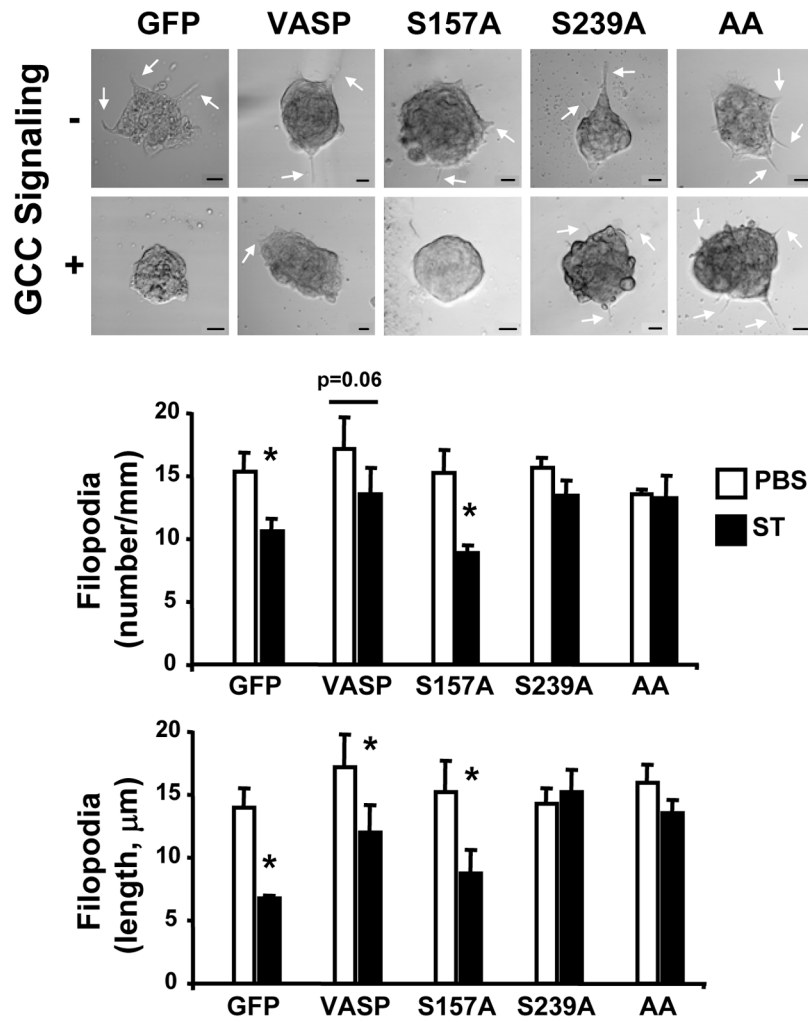 GFP VASP S157A S239A AA
GCC Signaling
-
+
p=0.06
20
15
10
5
0
Filopodia
(number/mm)
*
*
PBS
ST
GFP VASP S157A S239A AA
20
15
10
5
0
Filopodia
(length, μm)
*
*
*
GFP VASP S157A S239A AA